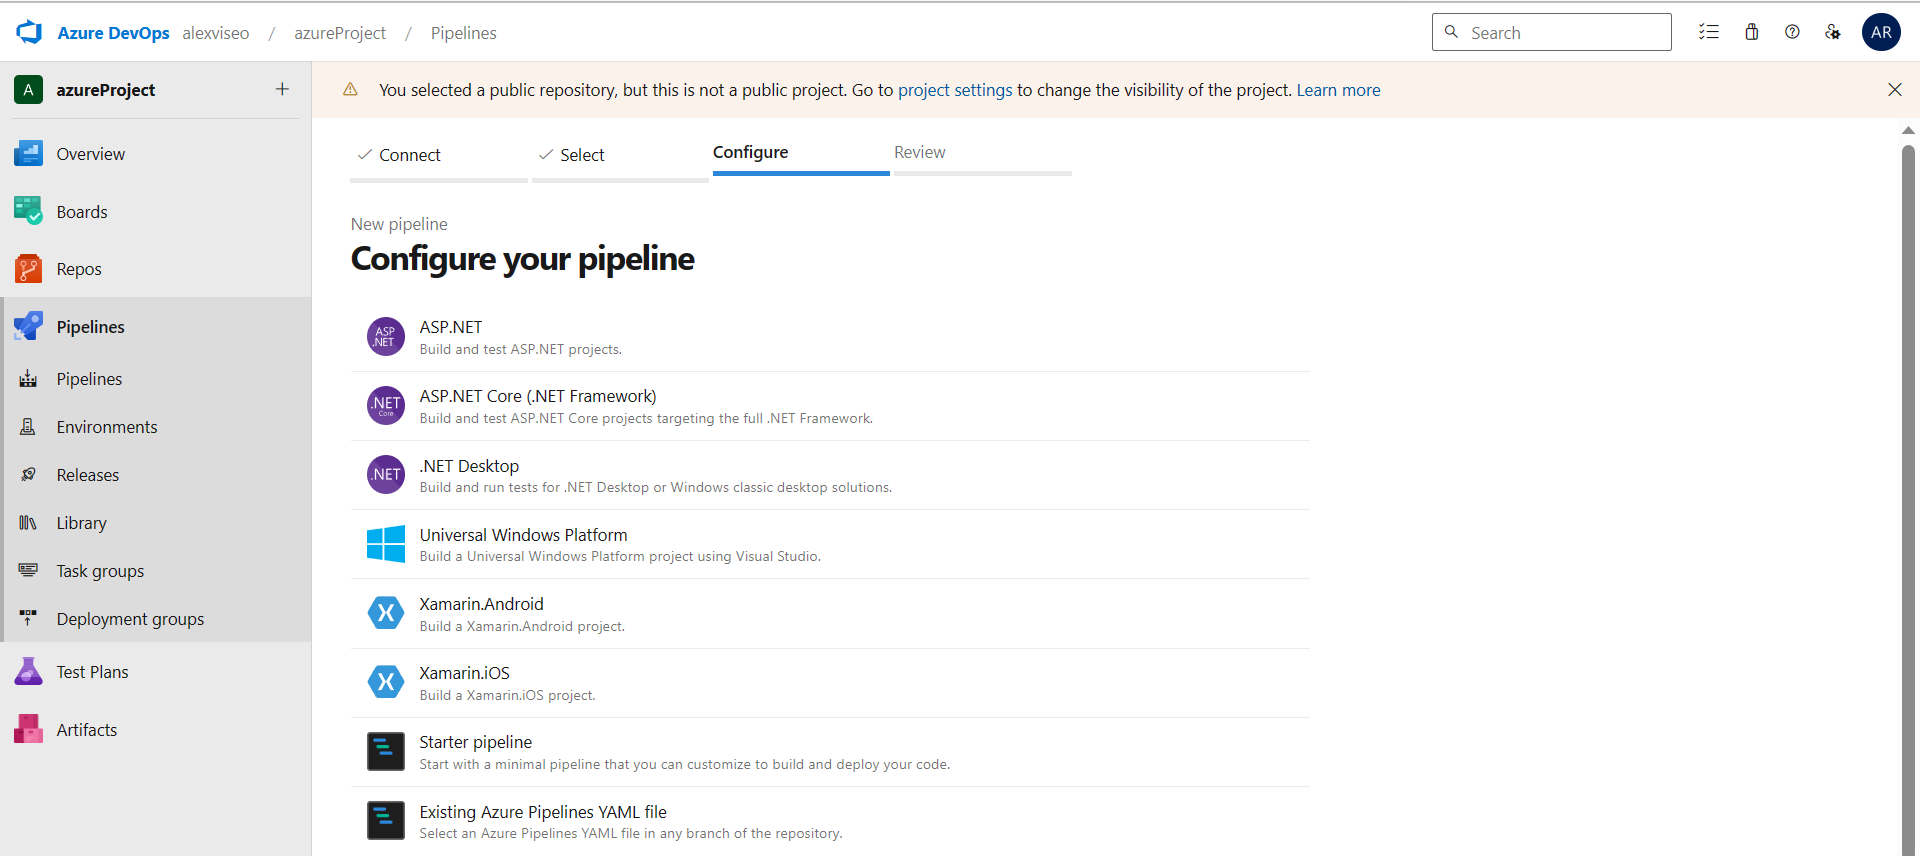 Azure DevOps alexviseo / azureProject / Pipelines
Search
AR
A azureProject +
You selected a public repository, but this is not a public project. Go to project settings to change the visibility of the project. Learn more
Overview
Boards
Repos
Pipelines
Pipelines
Environments
Releases
Library
Task groups
Deployment groups
Test Plans
Artifacts
Connect Select Configure Review
New pipeline
Configure your pipeline
ASP
.NET
ASP.NET
Build and test ASP.NET projects.
.NET
Core
ASP.NET Core (.NET Framework)
Build and test ASP.NET Core projects targeting the full .NET Framework.
.NET
.NET Desktop
Build and run tests for .NET Desktop or Windows classic desktop solutions.
Universal Windows Platform
Build a Universal Windows Platform project using Visual Studio.
Xamarin.Android
Build a Xamarin.Android project.
Xamarin.iOS
Build a Xamarin.iOS project.
Starter pipeline
Start with a minimal pipeline that you can customize to build and deploy your code.
Existing Azure Pipelines YAML file
Select an Azure Pipelines YAML file in any branch of the repository.